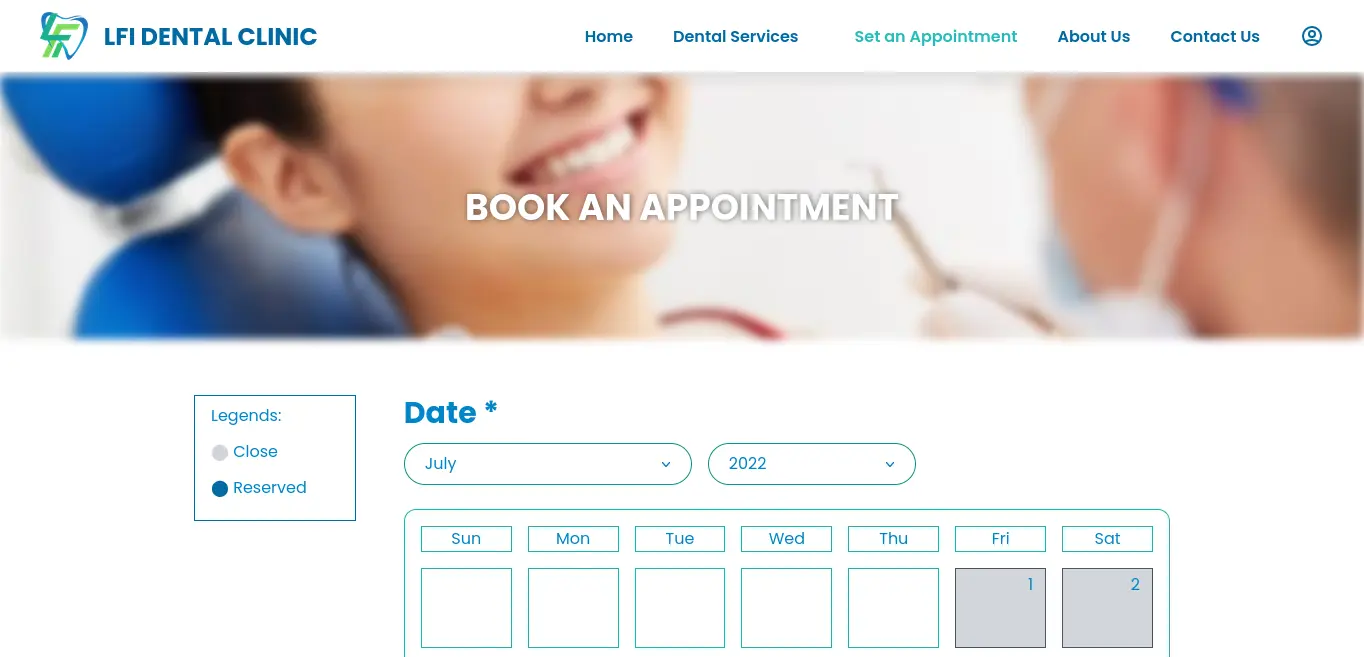 LFI DENTAL CLINIC
Home
Dental Services
Set an Appointment
About Us
Contact Us
BOOK AN APPOINTMENT
Legends:
Close
Reserved
Date *
July
2022
Sun
Mon
Tue
Wed
Thu
Fri
Sat
1
2